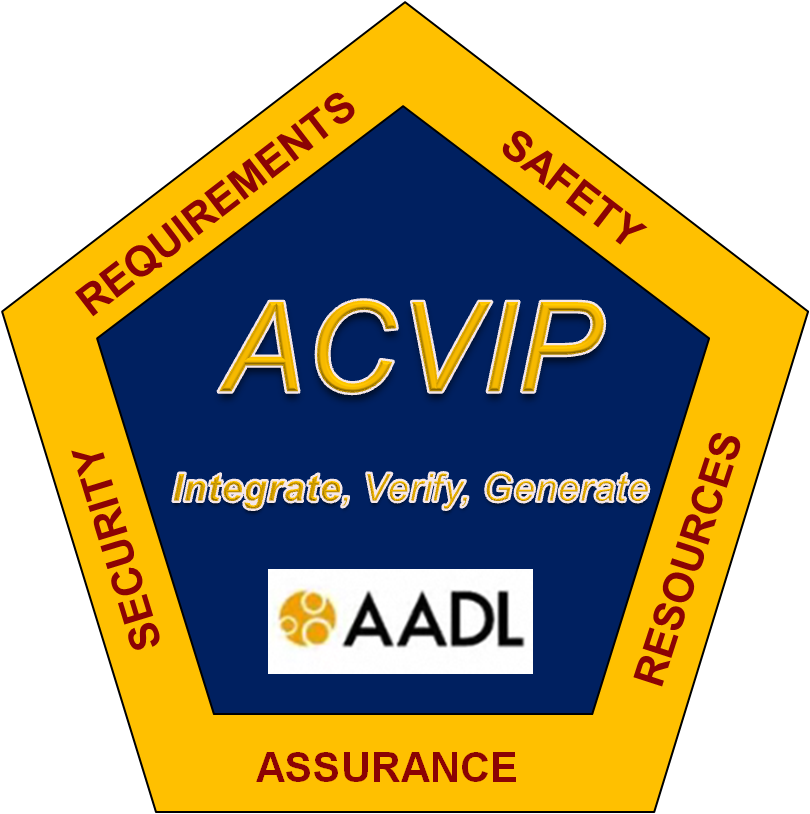 REQUIREMENTS
SAFETY
ACVIP
Integrate, Verify, Generate
SECURITY
RESOURCES
AADL
ASSURANCE